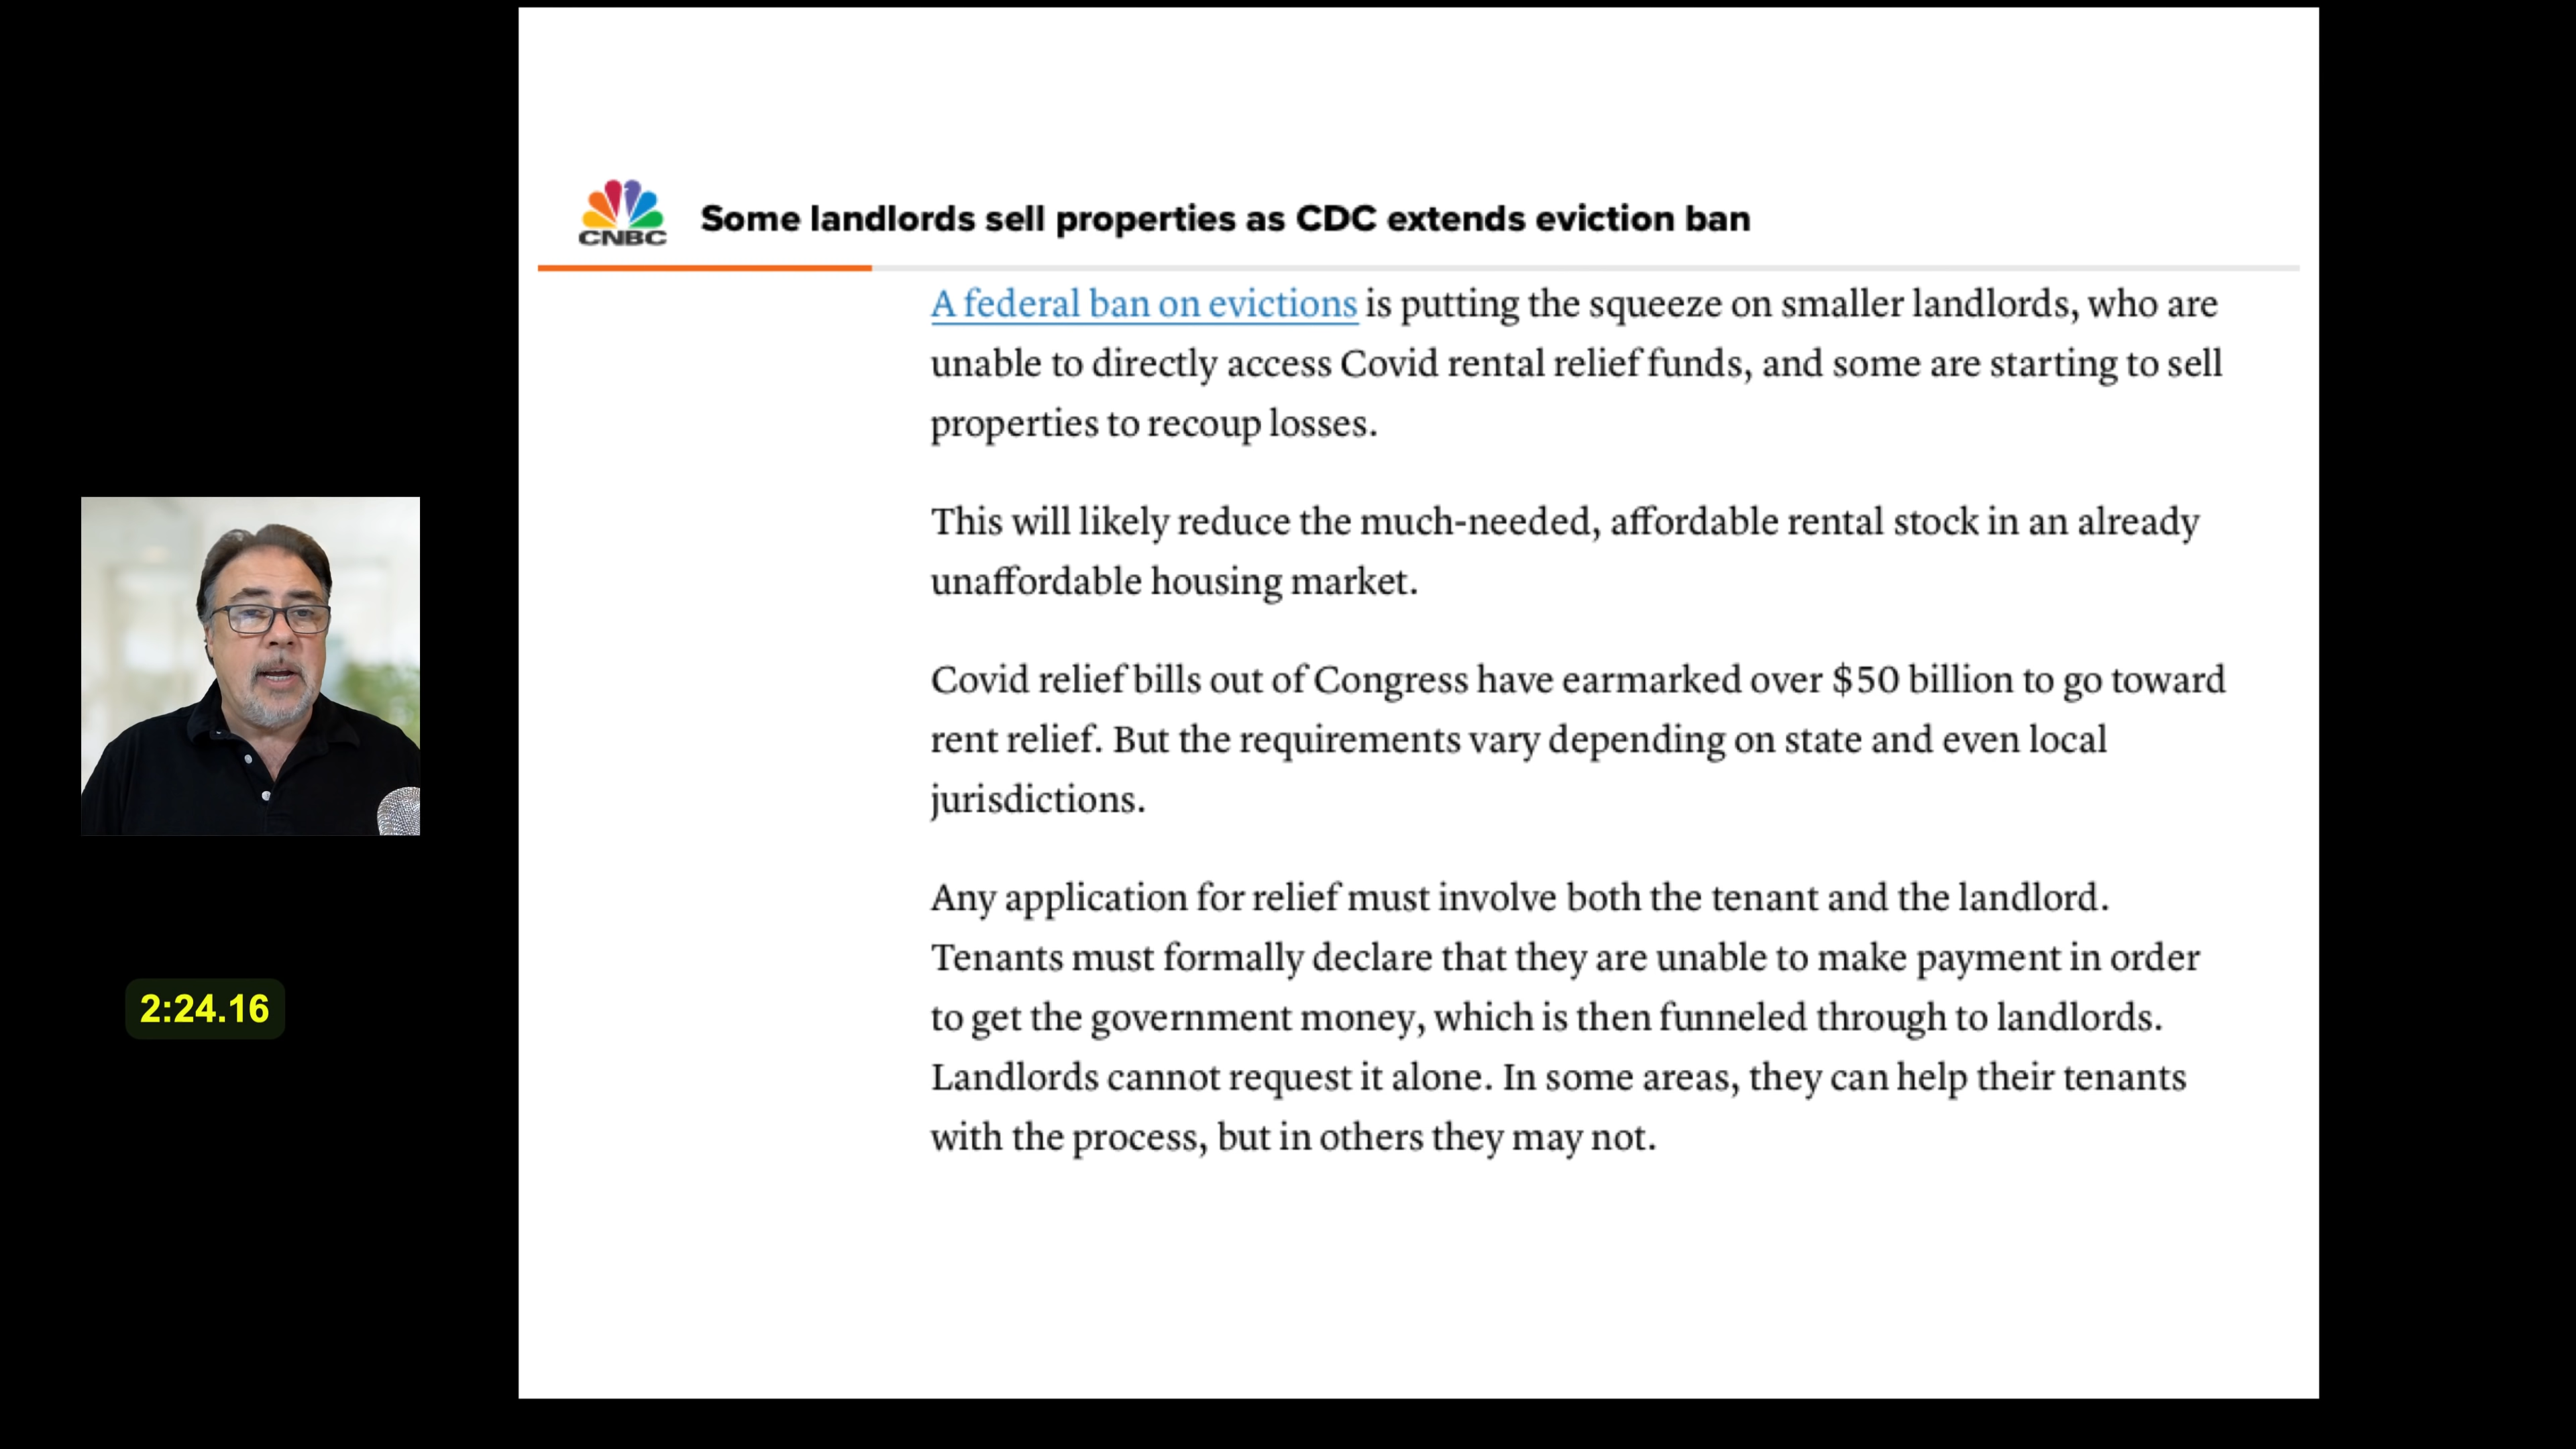 CNBC
Some landlords sell properties as CDC extends eviction ban
A federal ban on evictions is putting the squeeze on smaller landlords, who are
unable to directly access Covid rental relief funds, and some are starting to sell
properties to recoup losses.
This will likely reduce the much-needed, affordable rental stock in an already
unaffordable housing market.
Covid relief bills out of Congress have earmarked over $50 billion to go toward
rent relief. But the requirements vary depending on state and even local
jurisdictions.
Any application for relief must involve both the tenant and the landlord.
Tenants must formally declare that they are unable to make payment in order
to get the government money, which is then funneled through to landlords.
Landlords cannot request it alone. In some areas, they can help their tenants
with the process, but in others they may not.
2:24.16